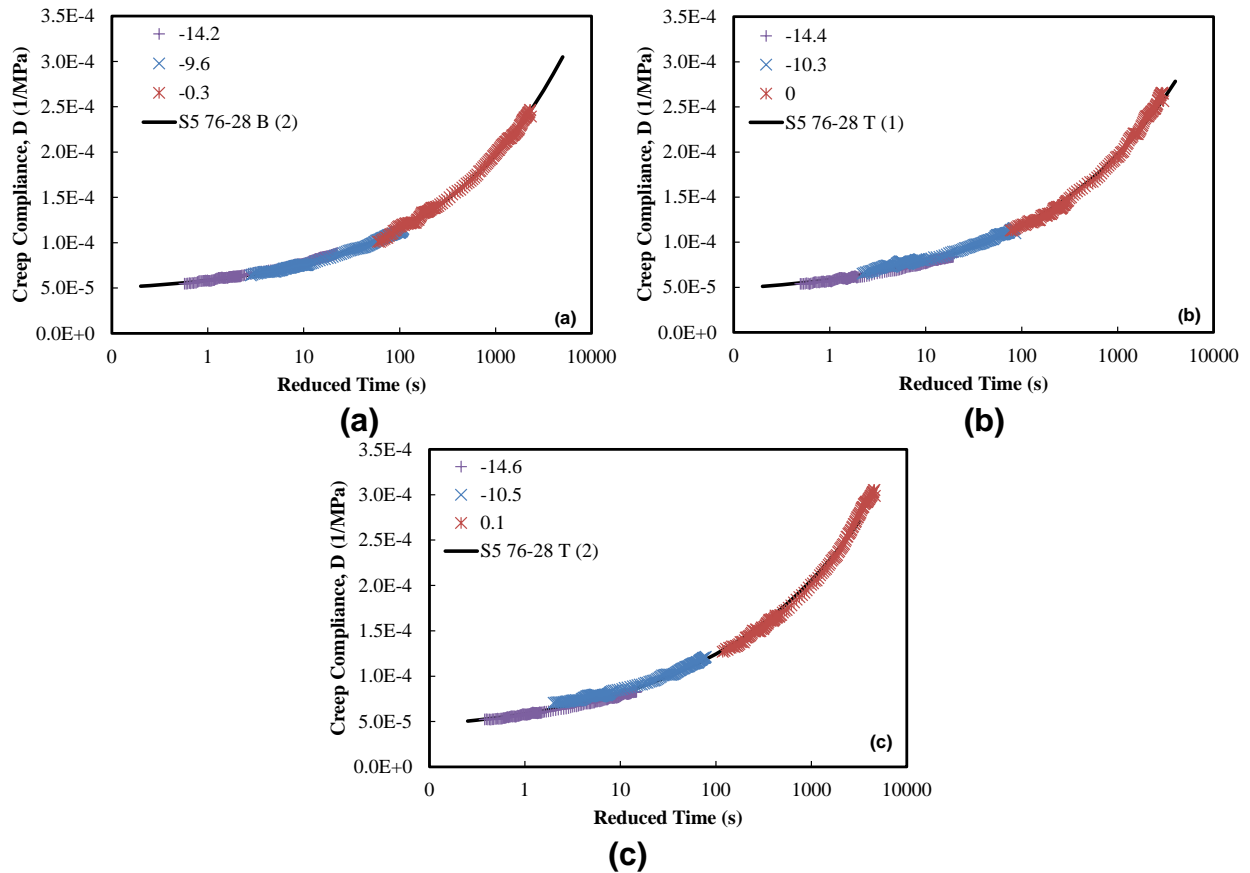 3.5E-4
3.0E-4
2.5E-4
2.0E-4
1.5E-4
1.0E-4
5.0E-5
0.0E+0
Creep Compliance, D (1/MPa)
-14.2
-9.6
-0.3
S5 76-28 B (2)
(a)
0 1 10 100 1000 10000
Reduced Time (s)
(a)
3.5E-4
3.0E-4
2.5E-4
2.0E-4
1.5E-4
1.0E-4
5.0E-5
0.0E+0
Creep Compliance, D (1/MPa)
-14.4
-10.3
0
S5 76-28 T (1)
(b)
0 1 10 100 1000 10000
Reduced Time (s)
(b)
3.5E-4
3.0E-4
2.5E-4
2.0E-4
1.5E-4
1.0E-4
5.0E-5
0.0E+0
Creep Compliance, D (1/MPa)
-14.6
-10.5
0.1
S5 76-28 T (2)
(c)
0 1 10 100 1000 10000
Reduced Time (s)
(c)